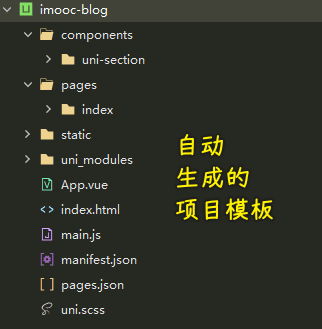 imooc-blog
components
uni-section
pages
index
static
uni_modules
App.vue
index.html
main.js
manifest.json
pages.json
uni.scss
自动
生成的
项目模板